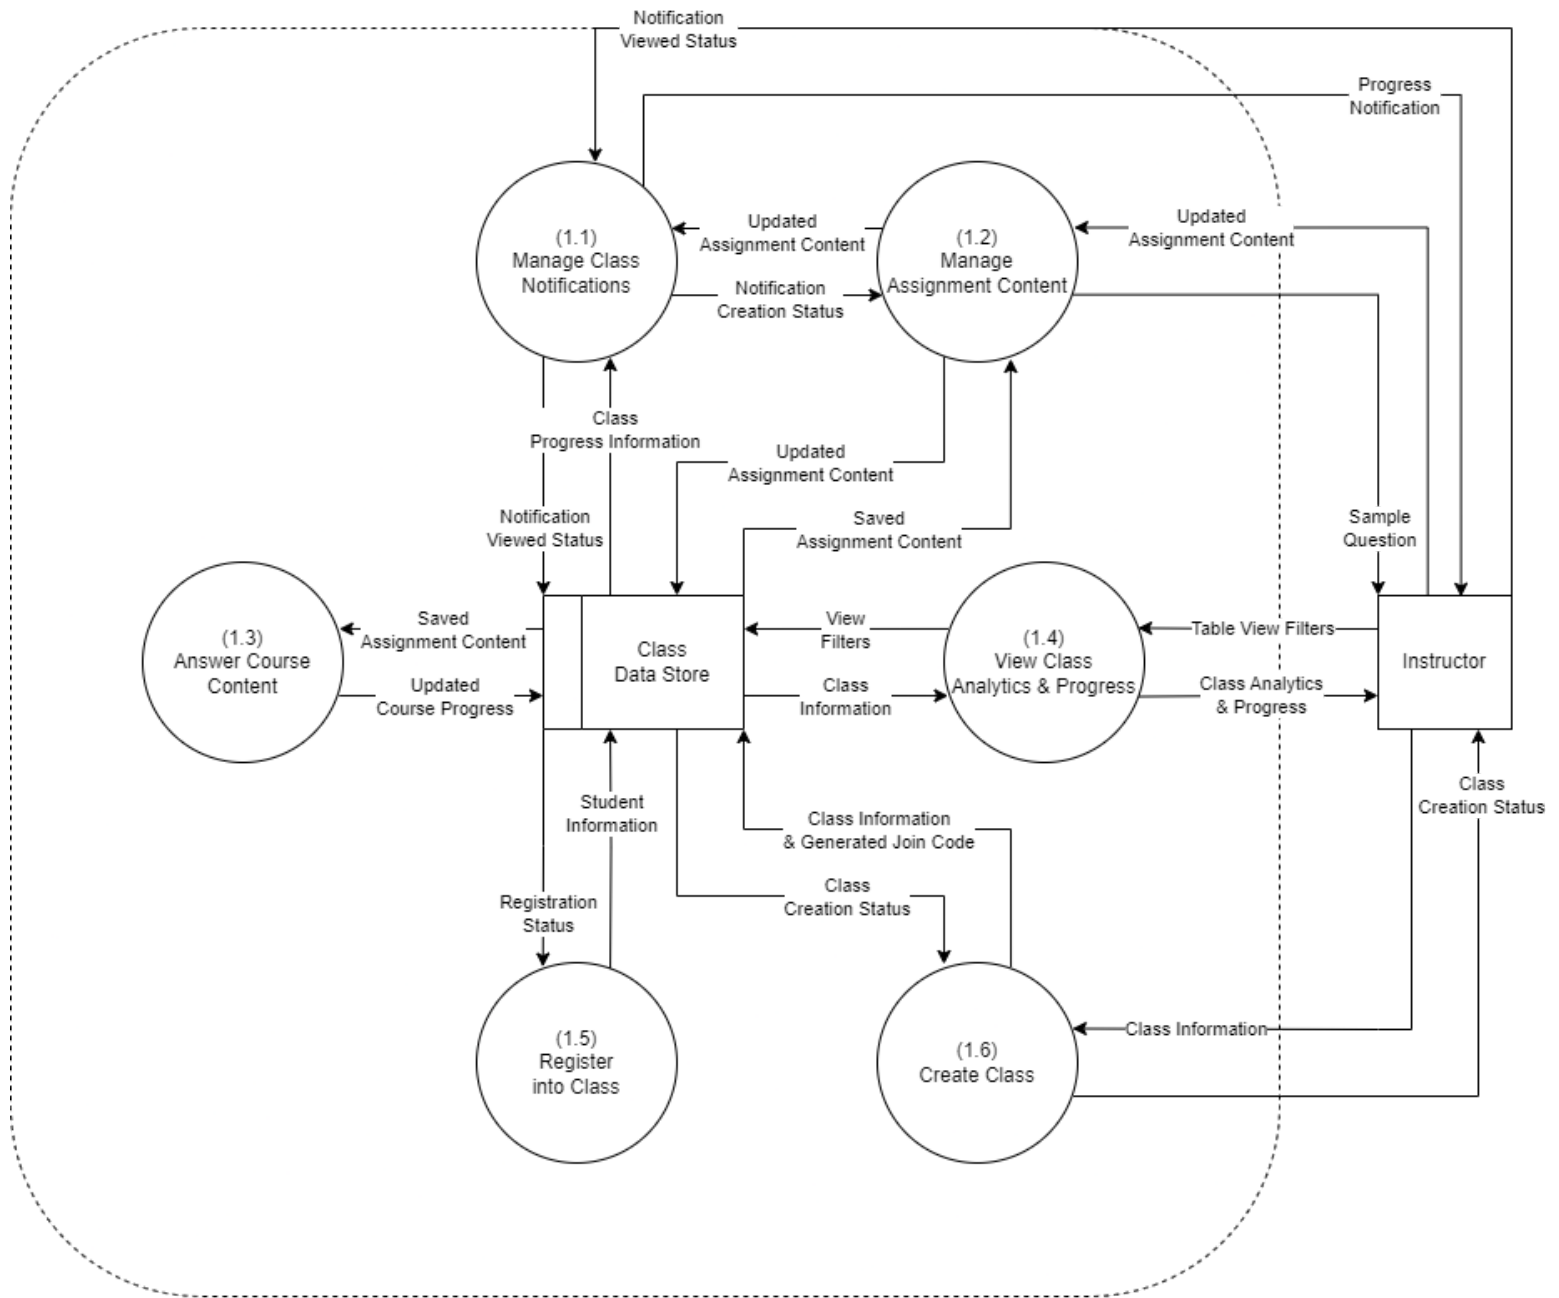 Notification
Viewed Status
Progress
Notification
Updated
Assignment Content
Updated
Assignment Content
(1.1)
Manage Class
Notifications
(1.2)
Manage
Assignment Content
Notification
Creation Status
Class
Progress Information
Updated
Assignment Content
Notification
Viewed Status
Saved
Assignment Content
Sample
Question
Saved
Assignment Content
View
Filters
Table View Filters
(1.3)
Answer Course
Content
Class
Data Store
(1.4)
View Class
Analytics & Progress
Instructor
Updated
Course Progress
Class
Information
Class Analytics
& Progress
Student
Information
Class Information
& Generated Join Code
Class
Creation Status
Registration
Status
Class
Creation Status
Class Information
(1.5)
Register
into Class
(1.6)
Create Class